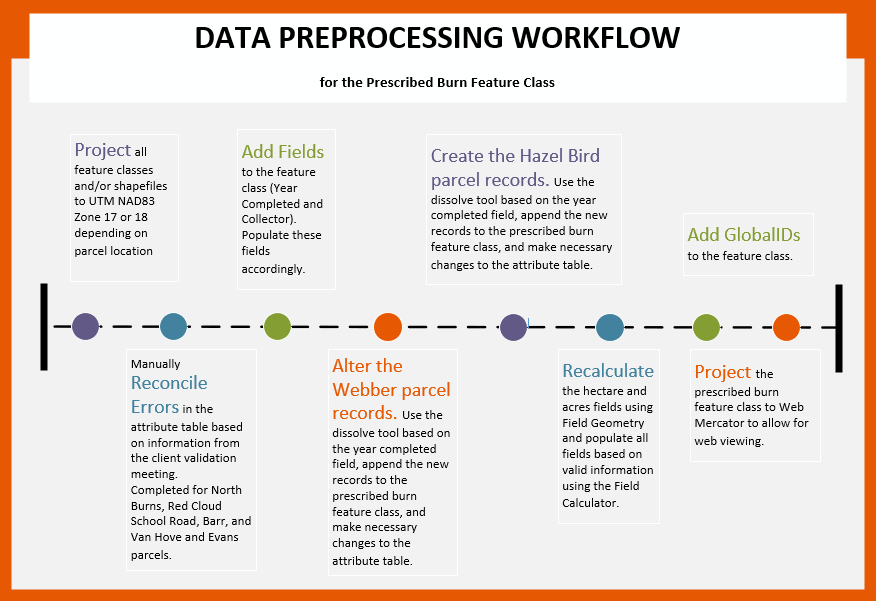 DATA PREPROCESSING WORKFLOW
for the Prescribed Burn Feature Class
Project all
feature classes
and/or shapefiles
to UTM NAD83
Zone 17 or 18
depending on
parcel location
Manually
Reconcile
Errors in the
attribute table based
on information from
the client validation
meeting.
Completed for North
Burns, Red Cloud
School Road, Barr, and
Van Hove and Evans
parcels.
Add Fields
to the feature
class (Year
Completed and
Collector).
Populate these
fields
accordingly.
Alter the
Webber parcel
records. Use the
dissolve tool based on
the year completed
field, append the new
records to the
prescribed burn
feature class, and
make necessary
changes to the
attribute table.
Create the Hazel Bird
parcel records. Use the
dissolve tool based on the year
completed field, append the new
records to the prescribed burn
feature class, and make necessary
changes to the attribute table.
Recalculate
the hectare and
acres fields using
Field Geometry
and populate all
fields based on
valid information
using the Field
Calculator.
Add GlobalIDs
to the feature class.
Project the
prescribed burn
feature class to Web
Mercator to allow for
web viewing.